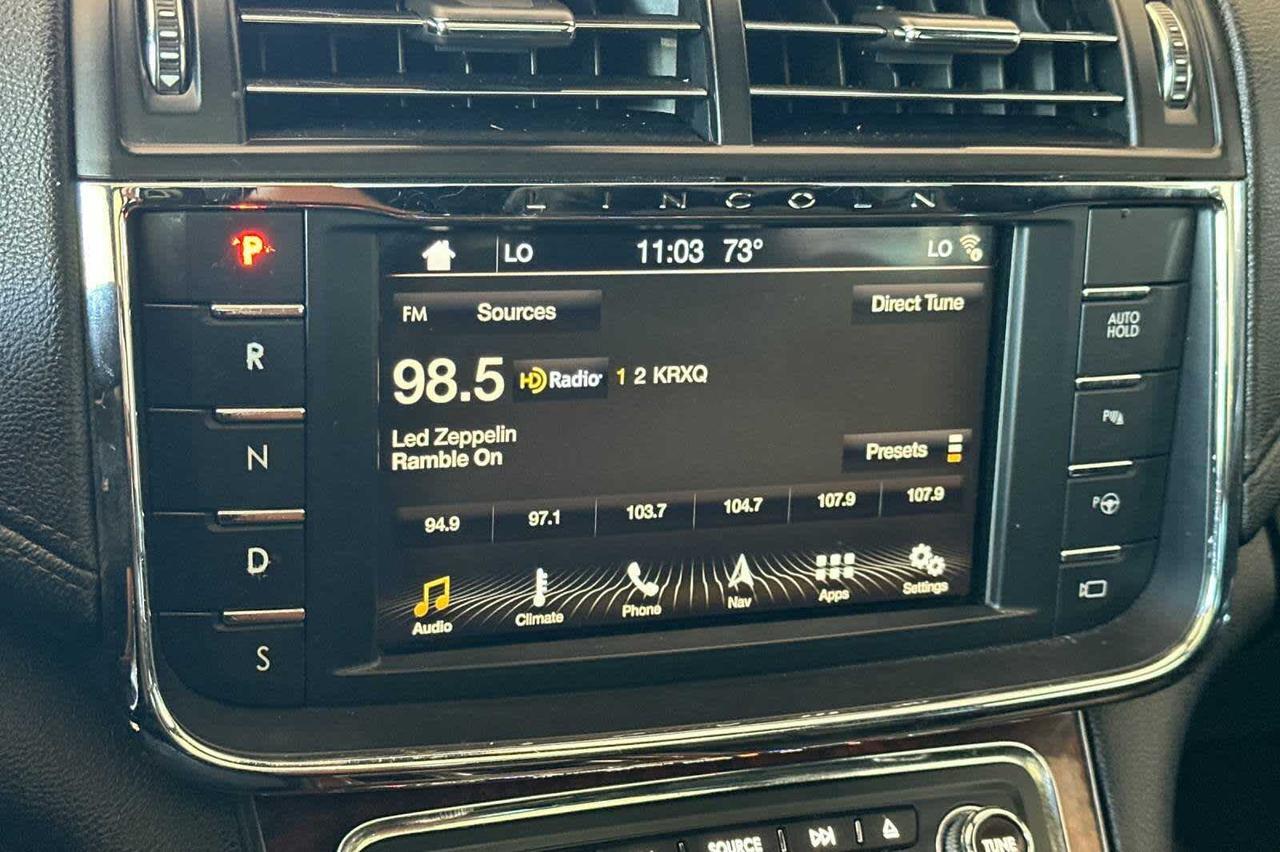 LINCOLN
P
R
N
D
S
LO
11:03 73°
LO
FM Sources
Direct Tune
98.5 HD Radio 1 2 KRXQ
Led Zeppelin
Ramble On
Presets
94.9 97.1 103.7 104.7 107.9 107.9
Audio Climate Phone Nav Apps Settings
AUTO
HOLD
P
P
SOURCE
TUNE